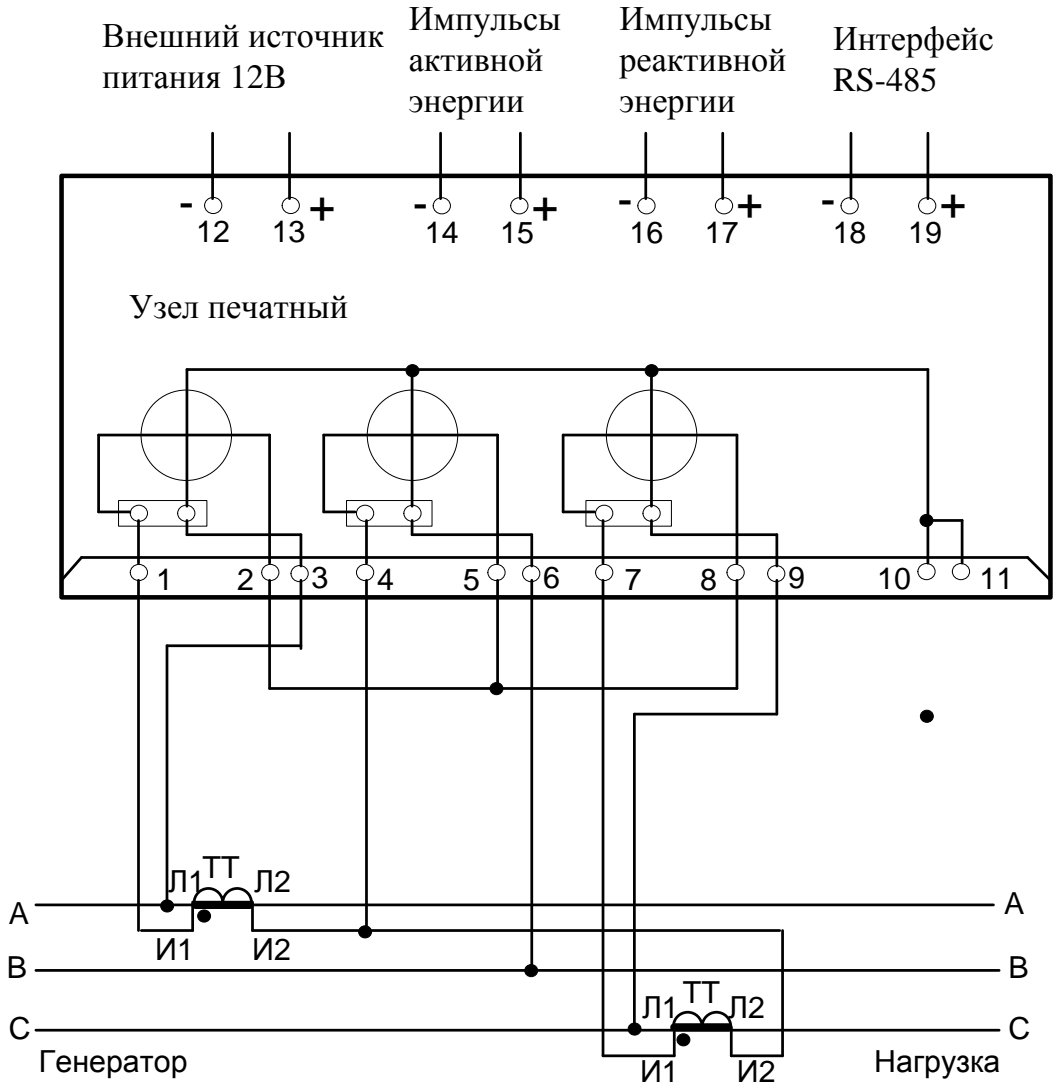 Внешний источник
питания 12В
Импульсы
активной
энергии
Импульсы
реактивной
энергии
Интерфейс
RS-485
- 12
13 +
- 14
15 +
- 16
17 +
- 18
19 +
Узел печатный
1 2 3 4 5 6 7 8 9 10 11
Л1 ТТ Л2
А А
И1 И2
В В
Л1 ТТ Л2
С С
И1 И2
Генератор Нагрузка